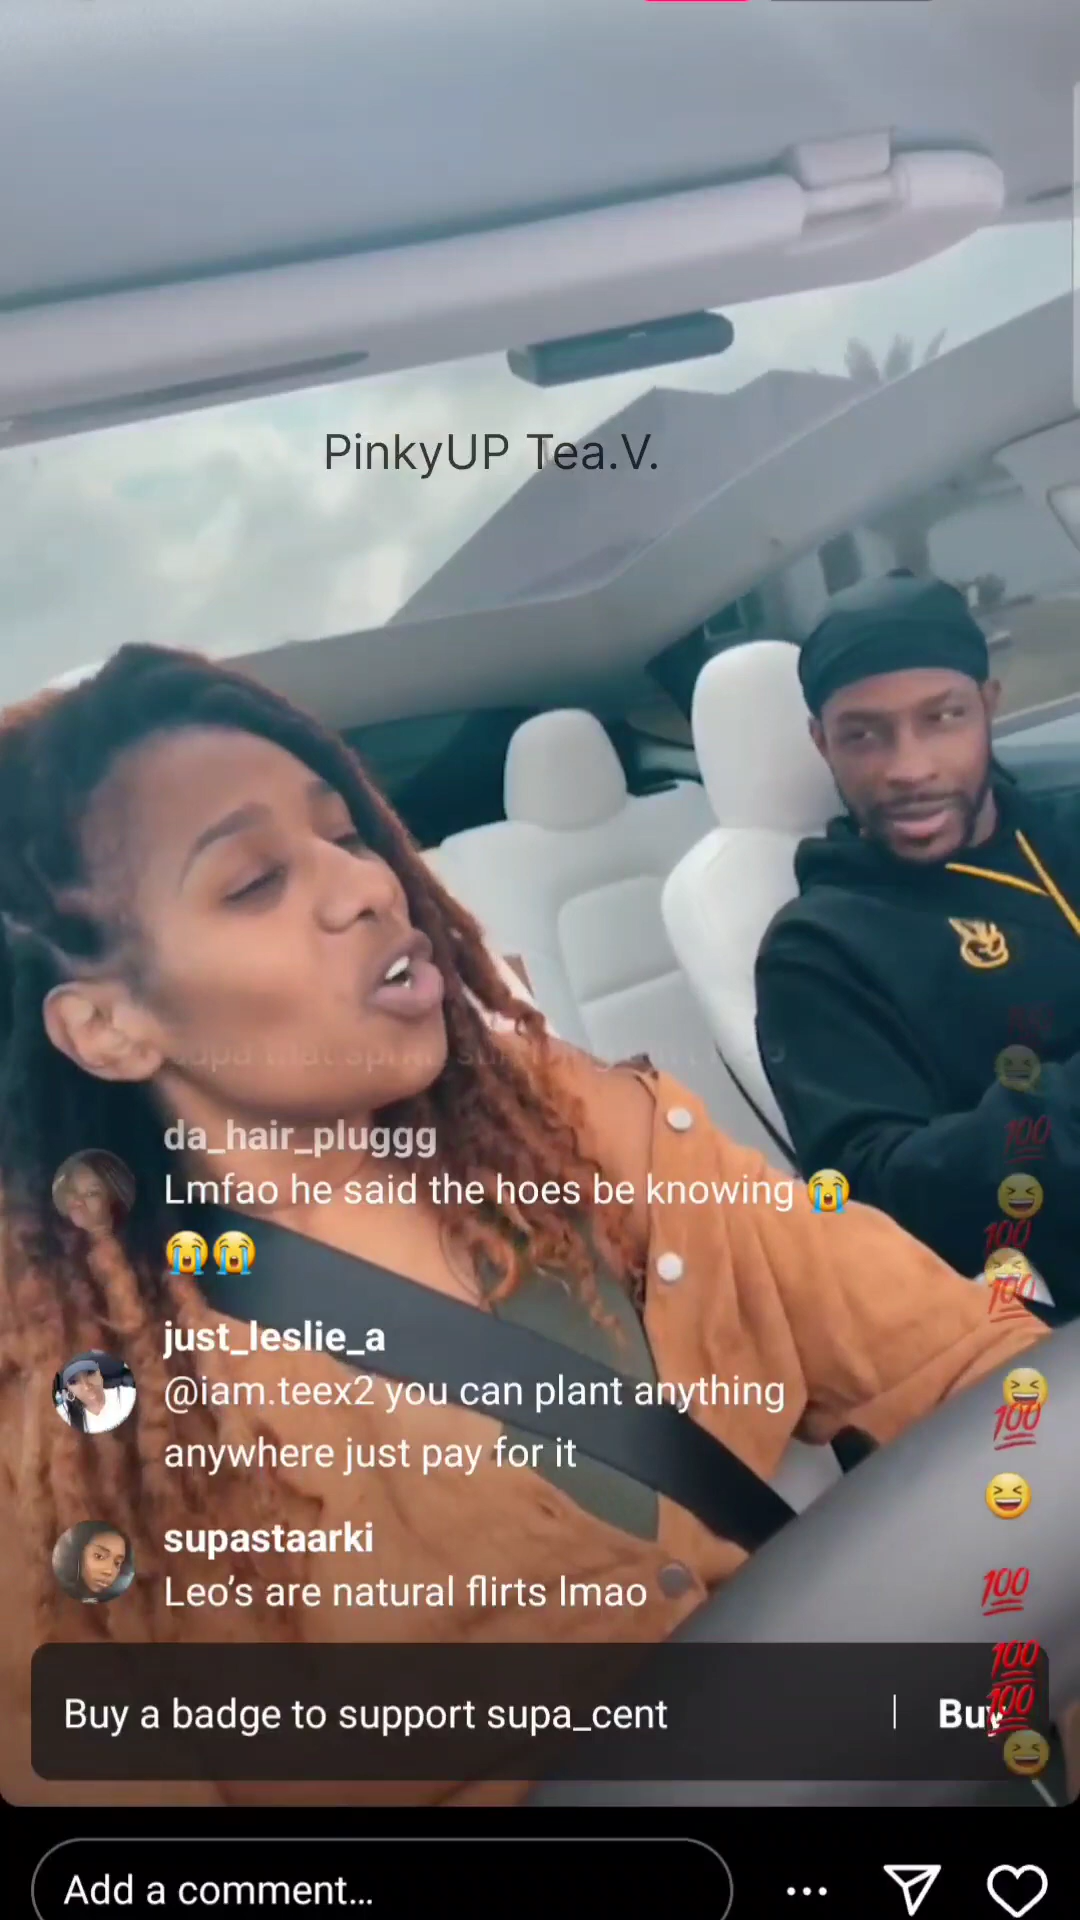 PinkyUP Tea.V.
da_hair_pluggg
Lmfao he said the hoes be knowing 😭
😭😭
just_leslie_a
@iam.teex2 you can plant anything
anywhere just pay for it
supastaarki
Leo’s are natural flirts lmao
Buy a badge to support supa_cent | Buy
Add a comment...
💯
💯
💯
💯
💯
💯
💯